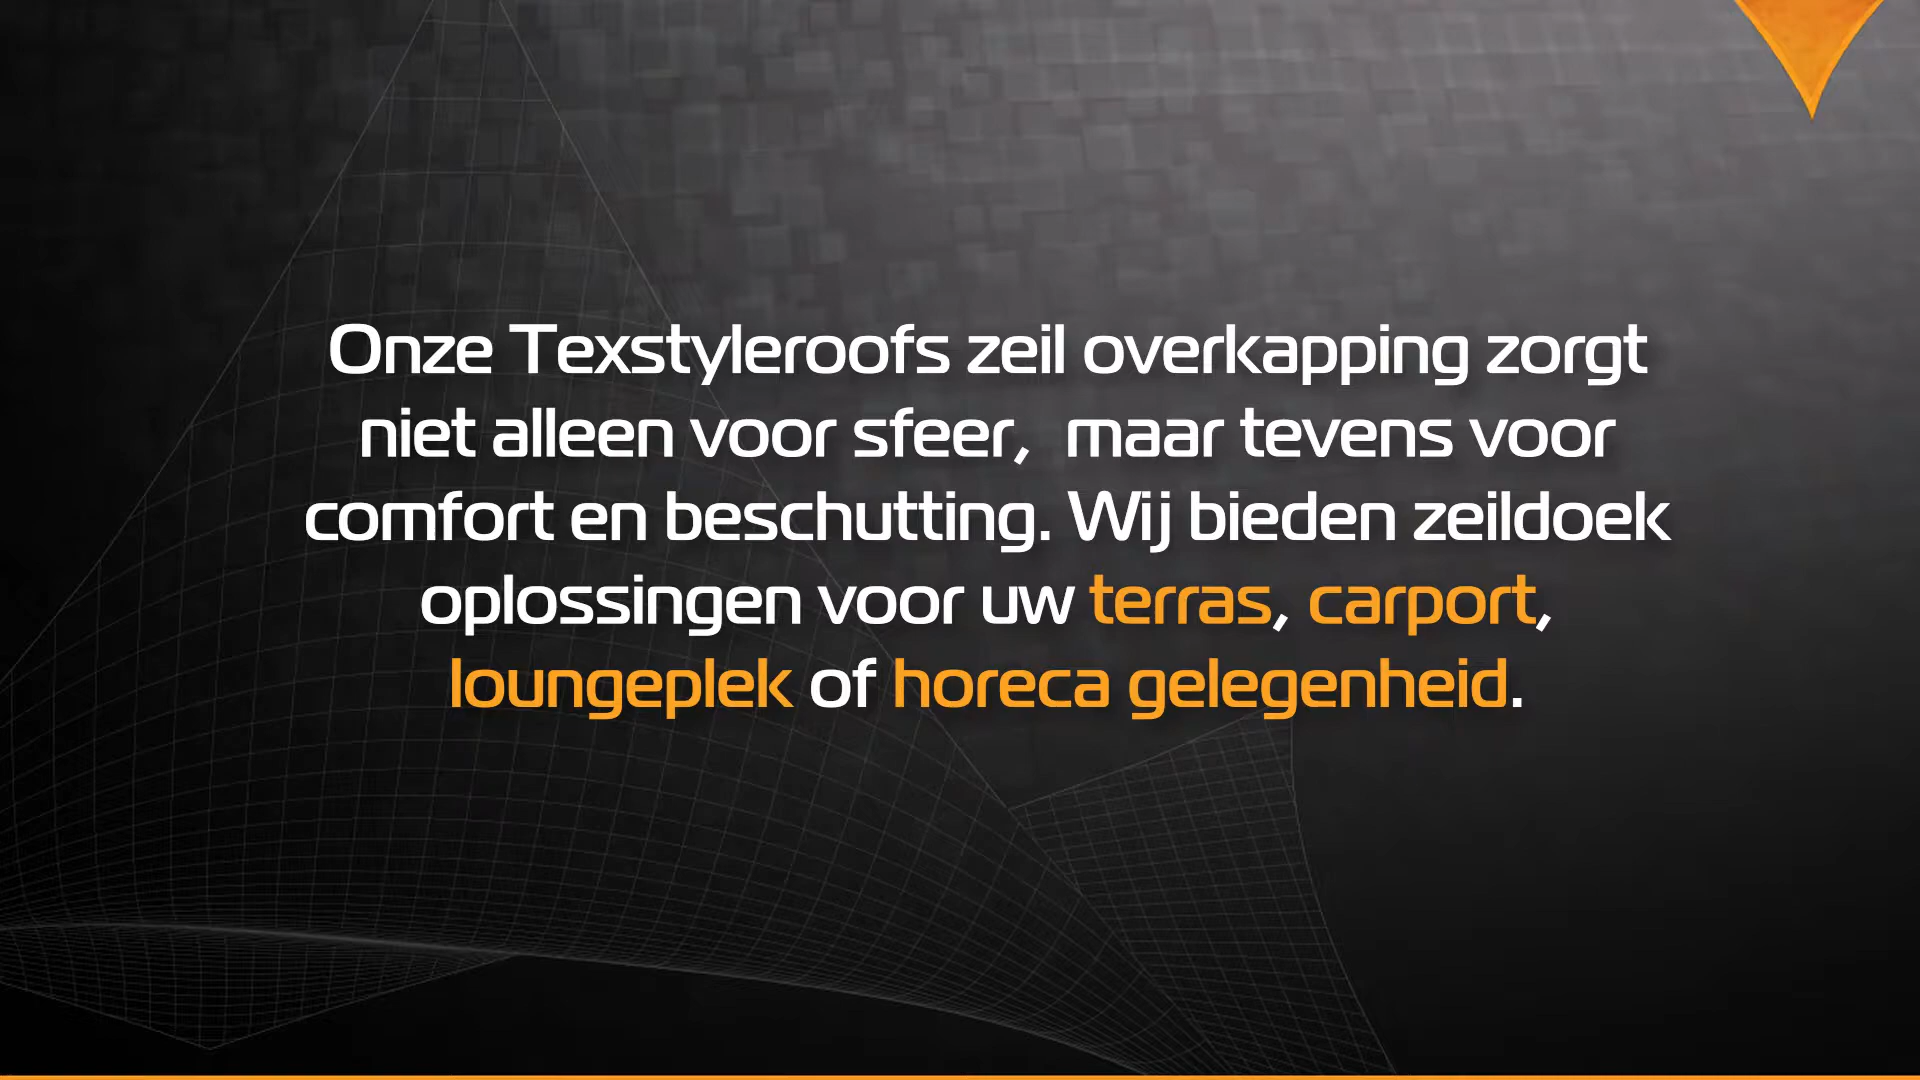 Onze Texstyleroofs zeil overkapping zorgt
niet alleen voor sfeer,  maar tevens voor
comfort en beschutting. Wij bieden zeildoek
oplossingen voor uw terras, carport,
loungeplek of horeca gelegenheid.